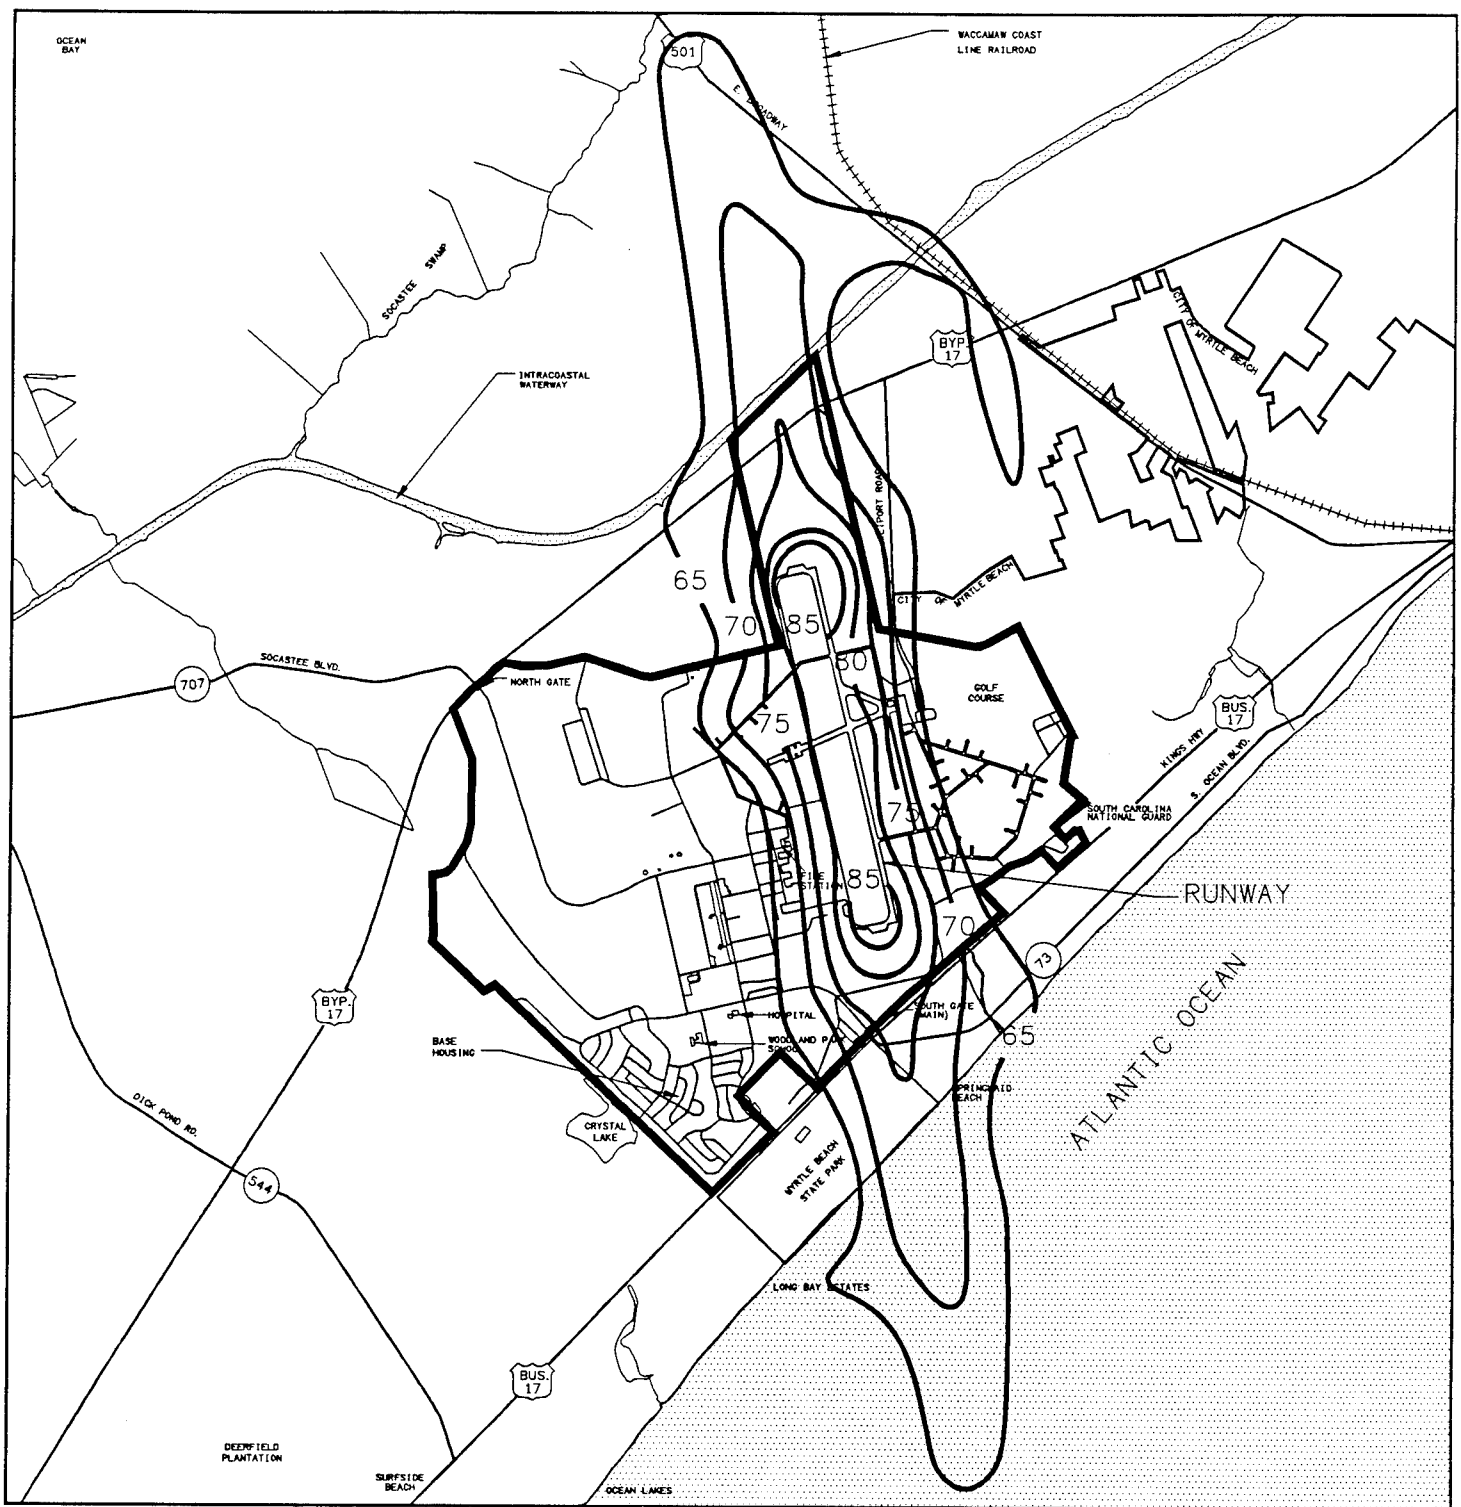 OCEAN
BAY
WACCAMAW COAST
LINE RAILROAD
501
E. BROADWAY
SOCASTEE SWAMP
CITY OF MYRTLE BEACH
BYP.
17
INTRACOASTAL
WATERWAY
65
70
85
80
CITY OF MYRTLE BEACH
SOCASTEE BLVD.
707
NORTH GATE
GOLF
COURSE
BUS.
17
75
KINGS HWY
S. OCEAN BLVD.
75
SOUTH CAROLINA
NATIONAL GUARD
FIRE
STATION
85
RUNWAY
70
73
BYP.
17
HOSPITAL
SOUTH GATE
(MAIN)
BASE
HOUSING
65
ATLANTIC OCEAN
SPRINGMAID
BEACH
CRYSTAL
LAKE
DICK POND RD.
544
MYRTLE BEACH
STATE PARK
LONG BAY ESTATES
BUS.
17
DEERFIELD
PLANTATION
SURFSIDE
BEACH
OCEAN LAKES